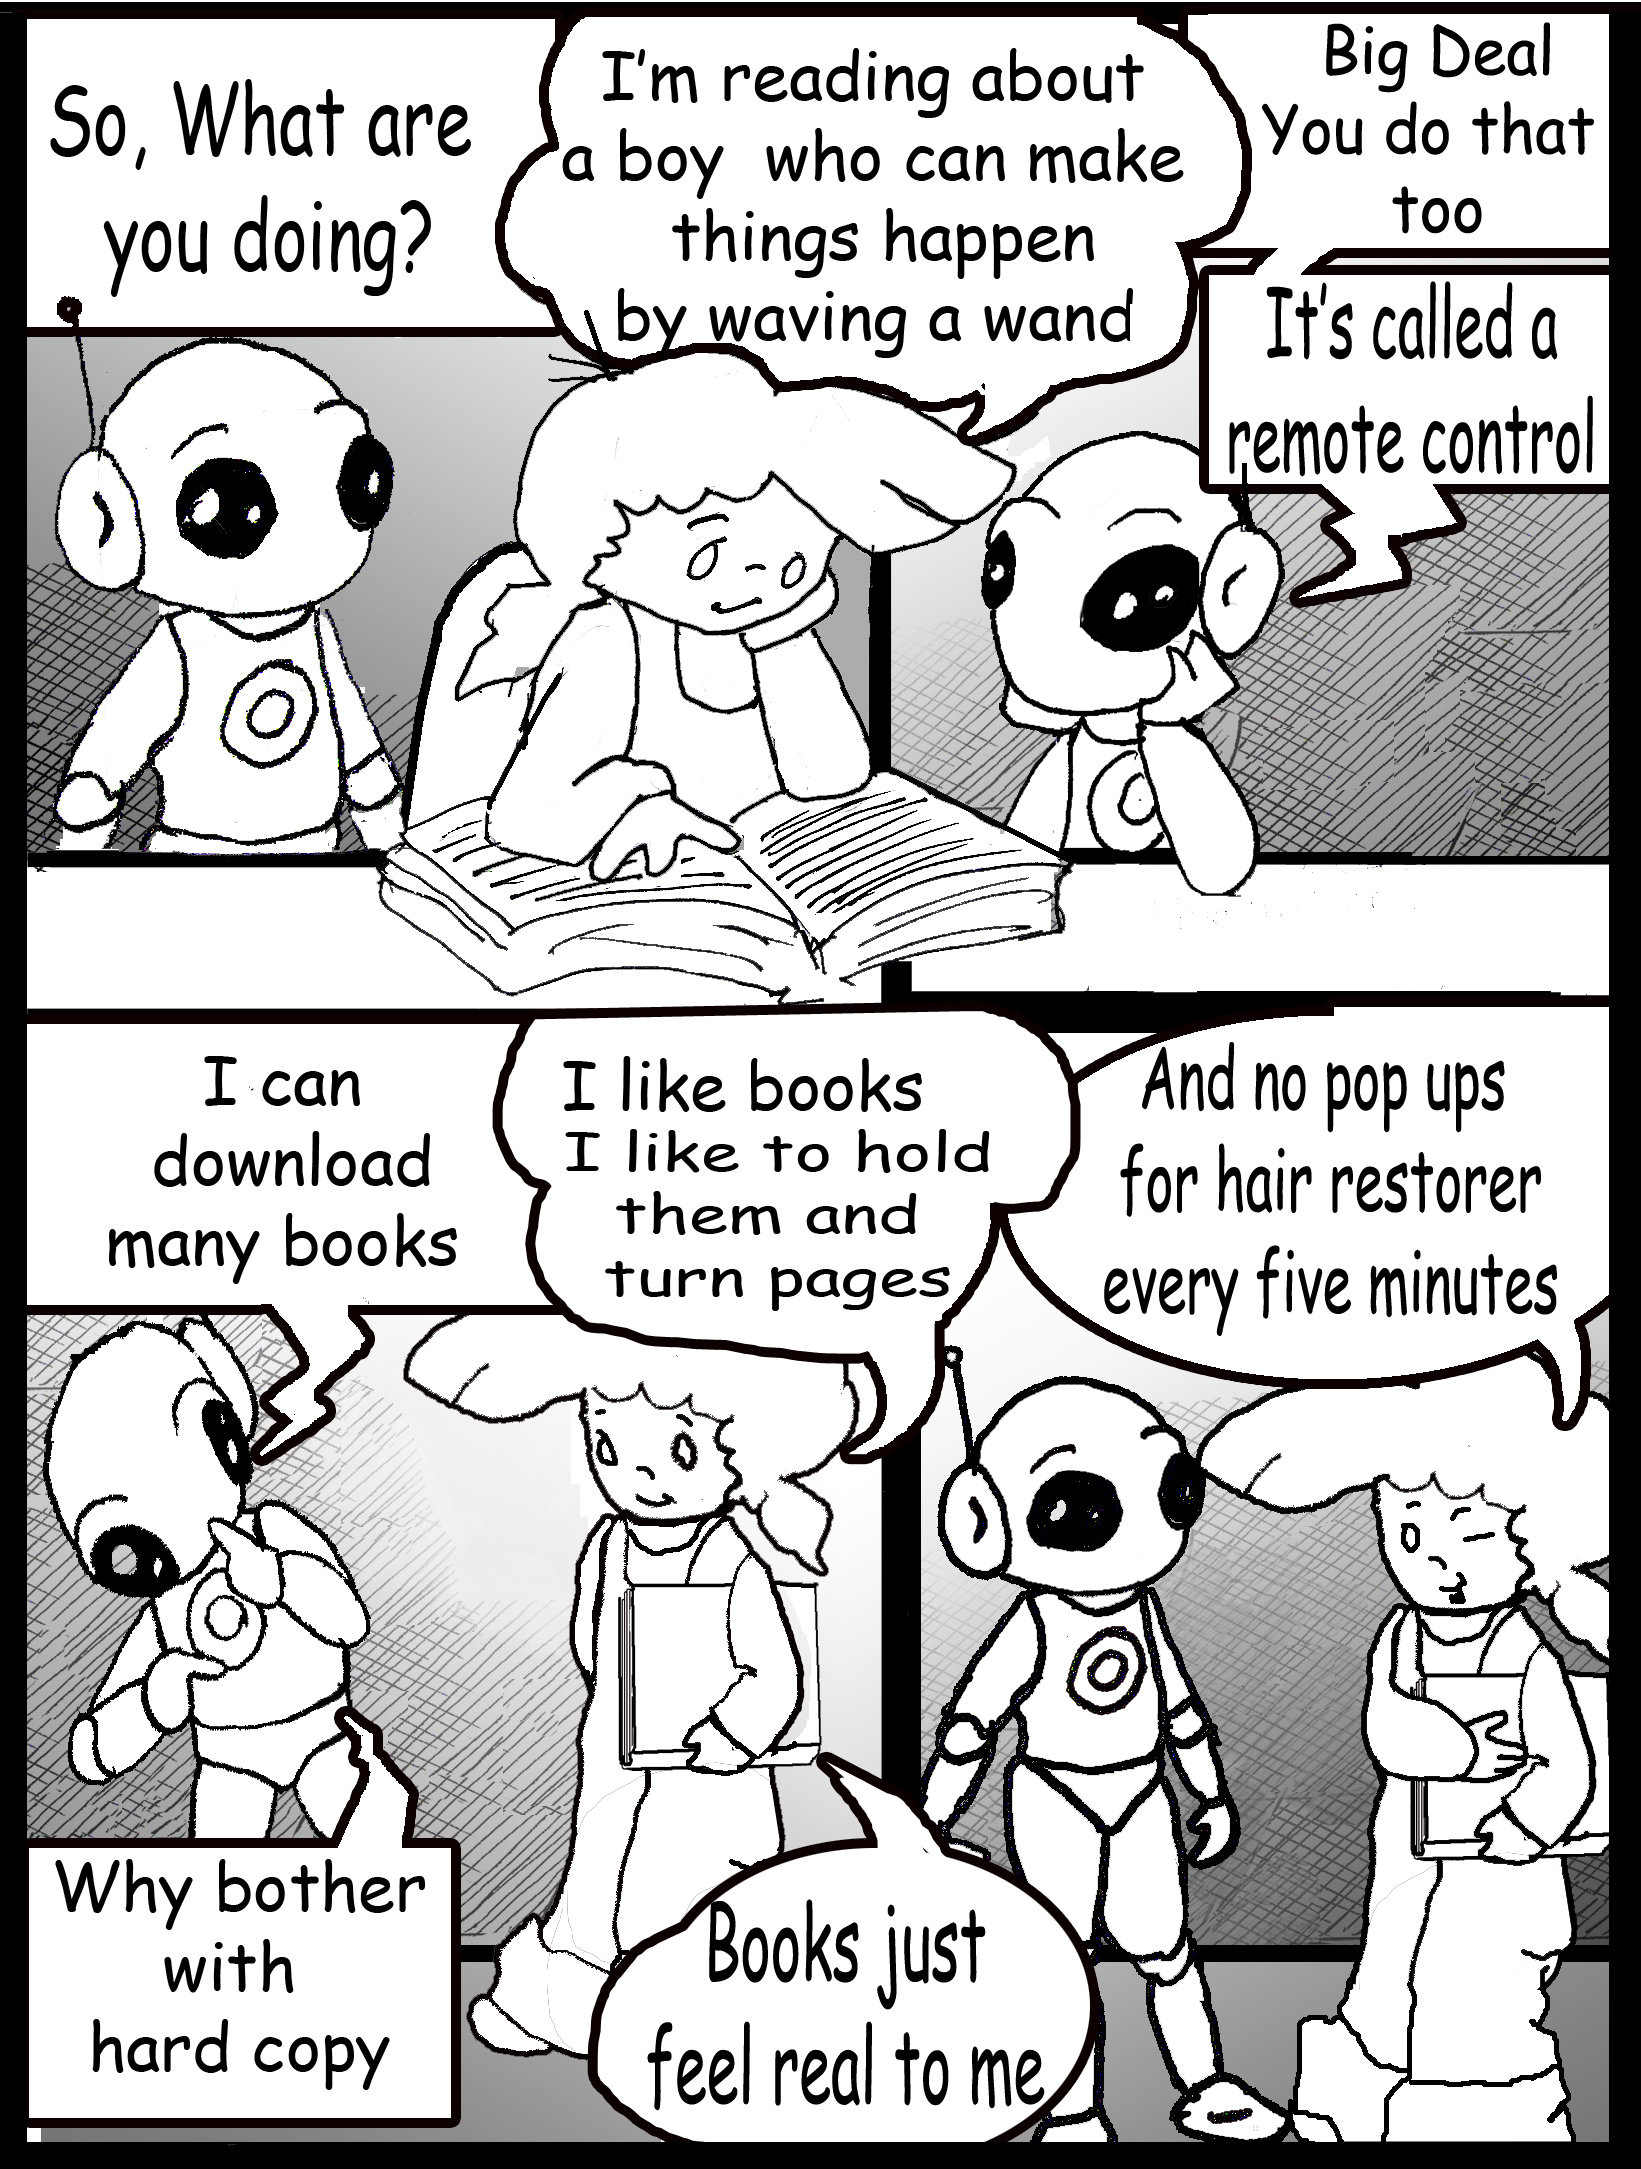 So, What are
you doing?
I'm reading about
a boy who can make
things happen
by waving a wand
Big Deal
You do that
too
It's called a
remote control
I can
download
many books
Why bother
with
hard copy
I like books
I like to hold
them and
turn pages
Books just
feel real to me
And no pop ups
for hair restorer
every five minutes